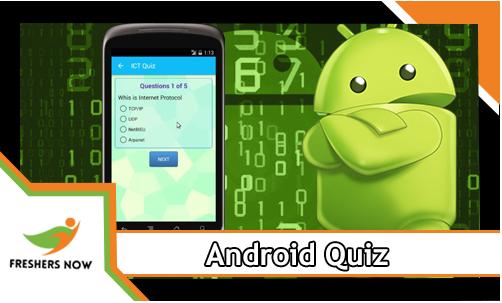 1:13
ICT Quiz
Questions 1 of 5
Whis is Internet Protocol
TCP/IP
UDP
NetBEU
Arpanet
NEXT
FRESHERS NOW
Android Quiz